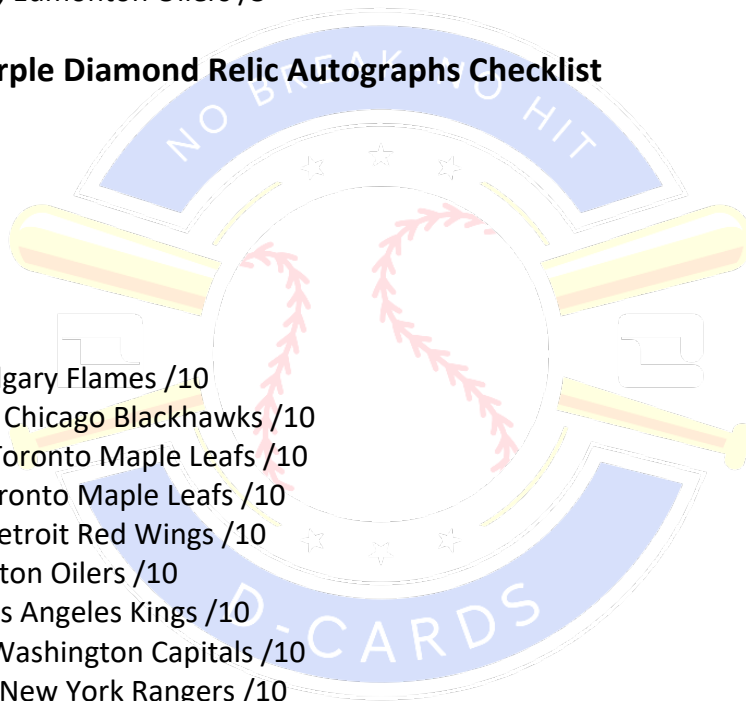 Edmonton Oilers /5
rple Diamond Relic Autographs Checklist
NO BREAK NO HIT
lgary Flames /10
Chicago Blackhawks /10
Toronto Maple Leafs /10
ronto Maple Leafs /10
etroit Red Wings /10
ton Oilers /10
s Angeles Kings /10
Washington Capitals /10
New York Rangers /10
D-CARDS